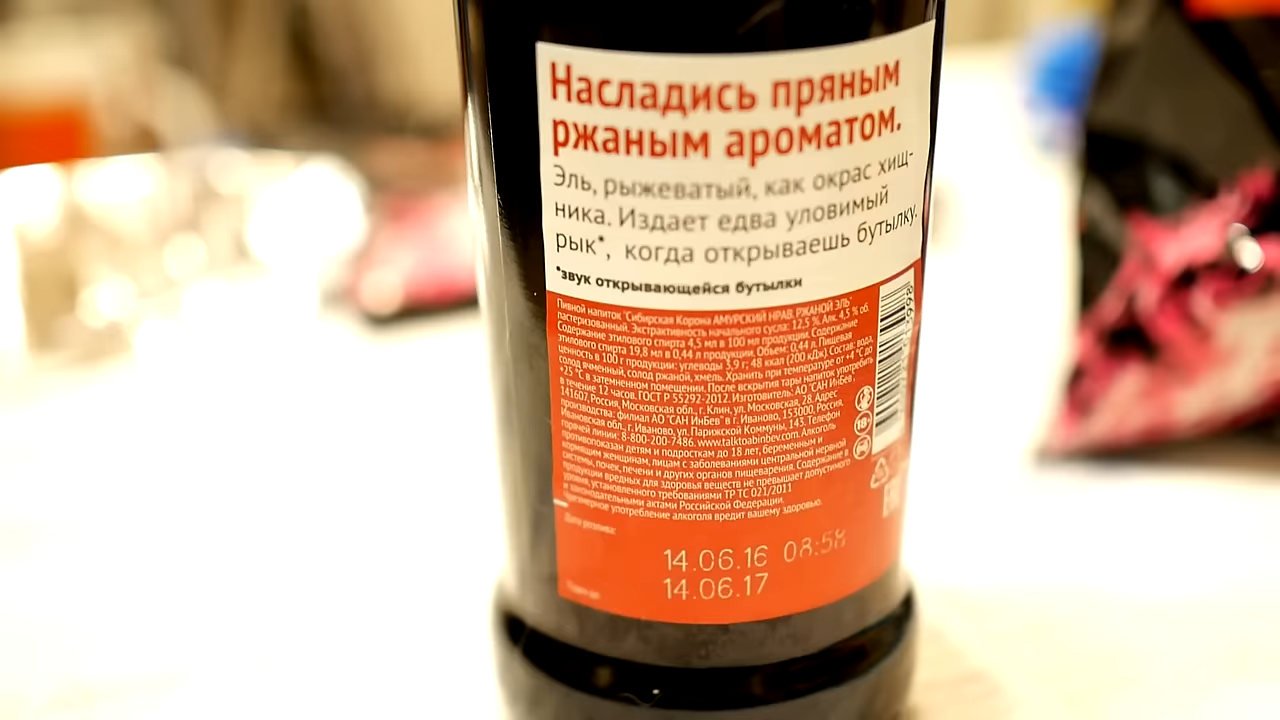 Насладись пряным
ржаным ароматом.
Эль, рыжеватый, как окрас хищ-
ника. Издает едва уловимый
рык*, когда открываешь бутылку.
*звук открывающейся бутылки
Пивной напиток "Сибирская Корона АМУРСКИЙ НРАВ. РЖАНОЙ ЭЛЬ"
пастеризованный. Экстрактивность начального сусла: 12,5 %. Алк. 4,5 % об.
Содержание этилового спирта 4,5 мл в 100 мл продукции. Содержание
этилового спирта 19,8 мл в 0,44 л продукции. Объем: 0,44 л. Пищевая
ценность в 100 г продукции: углеводы 3,9 г; 48 ккал (200 кДж). Состав: вода,
солод ячменный, солод ржаной, хмель. Хранить при температуре от +4 °C до
+25 °C в затемненном помещении. После вскрытия тары напиток употребить
в течение 12 часов. ГОСТ Р 55292-2012. Изготовитель: АО "САН ИнБев",
141607, Россия, Московская обл., г. Клин, ул. Московская, 28. Адрес
производства: филиал АО "САН ИнБев" в г. Иваново, 153000, Россия,
Ивановская обл., г. Иваново, ул. Парижской Коммуны, 143. Телефон
горячей линии: 8-800-200-7486. www.talktoabinbev.com. Алкоголь
противопоказан детям и подросткам до 18 лет, беременным и
кормящим женщинам, лицам с заболеваниями центральной нервной
системы, почек, печени и других органов пищеварения. Содержание в
продукции вредных для здоровья веществ не превышает допустимого
уровня, установленного требованиями ТР ТС 021/2011
и законодательными актами Российской Федерации.
Чрезмерное употребление алкоголя вредит вашему здоровью.
18+
Дата розлива:
14.06.16 08:58
14.06.17